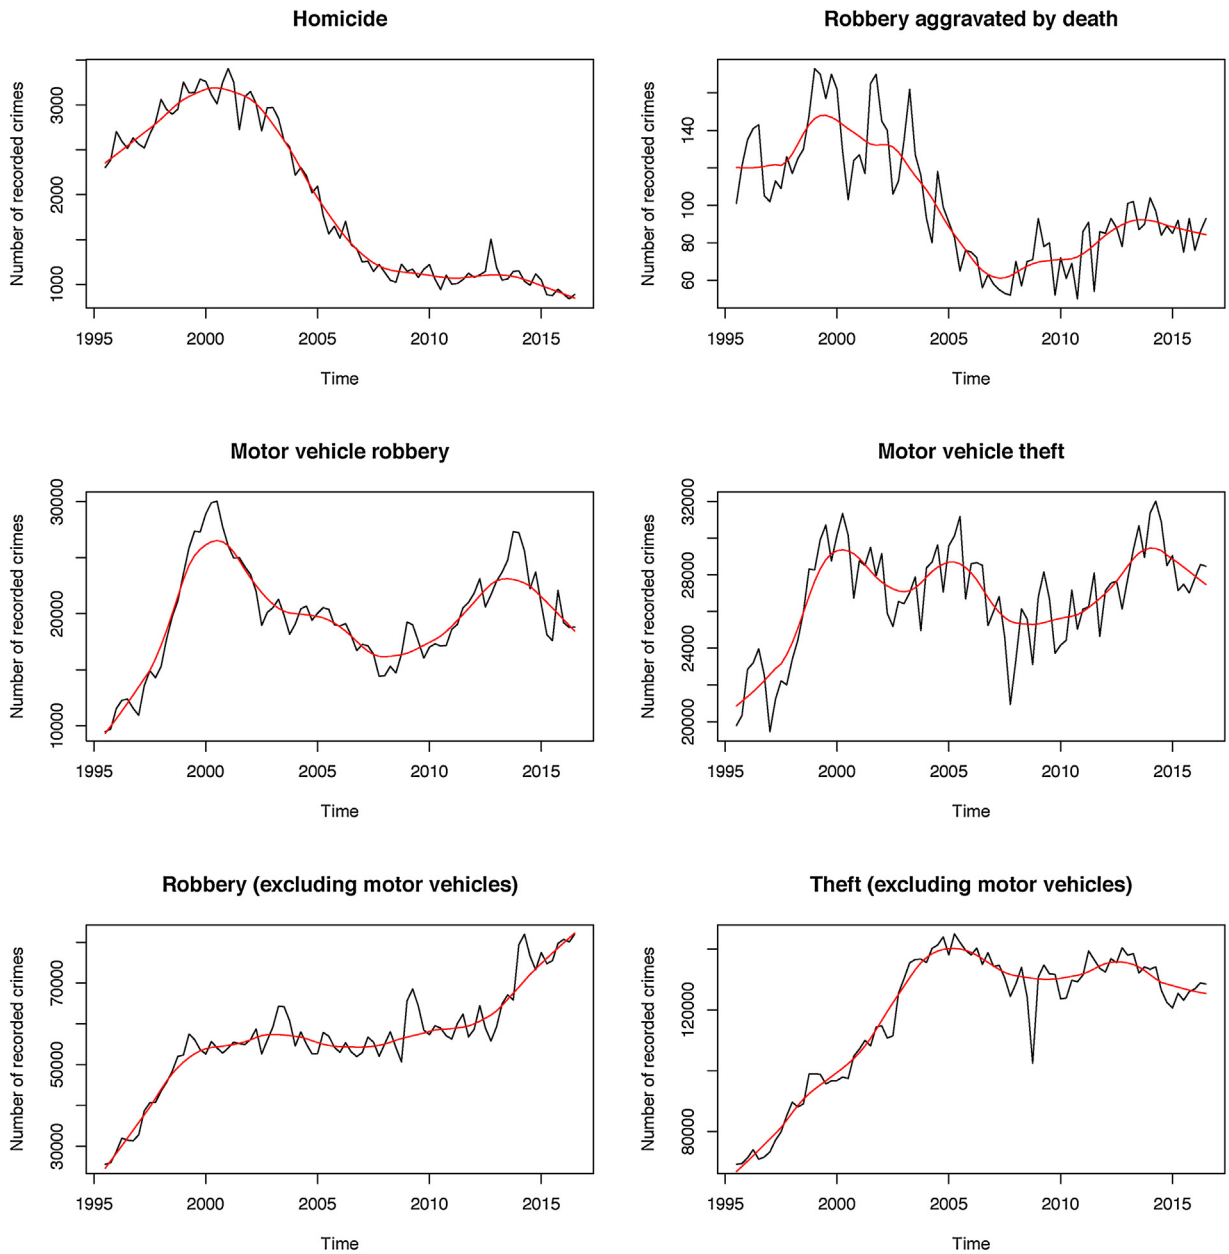 Homicide
Number of recorded crimes
3000
2000
1000
1995 2000 2005 2010 2015
Time
Robbery aggravated by death
Number of recorded crimes
140
100
80
60
1995 2000 2005 2010 2015
Time
Motor vehicle robbery
Number of recorded crimes
30000
20000
10000
1995 2000 2005 2010 2015
Time
Motor vehicle theft
Number of recorded crimes
32000
28000
24000
20000
1995 2000 2005 2010 2015
Time
Robbery (excluding motor vehicles)
Number of recorded crimes
70000
50000
30000
1995 2000 2005 2010 2015
Time
Theft (excluding motor vehicles)
Number of recorded crimes
120000
80000
1995 2000 2005 2010 2015
Time